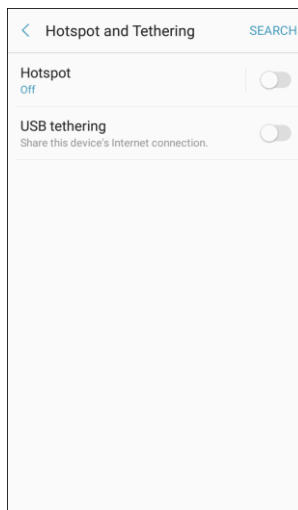 Hotspot and Tethering SEARCH
Hotspot
Off
USB tethering
Share this device's Internet connection.